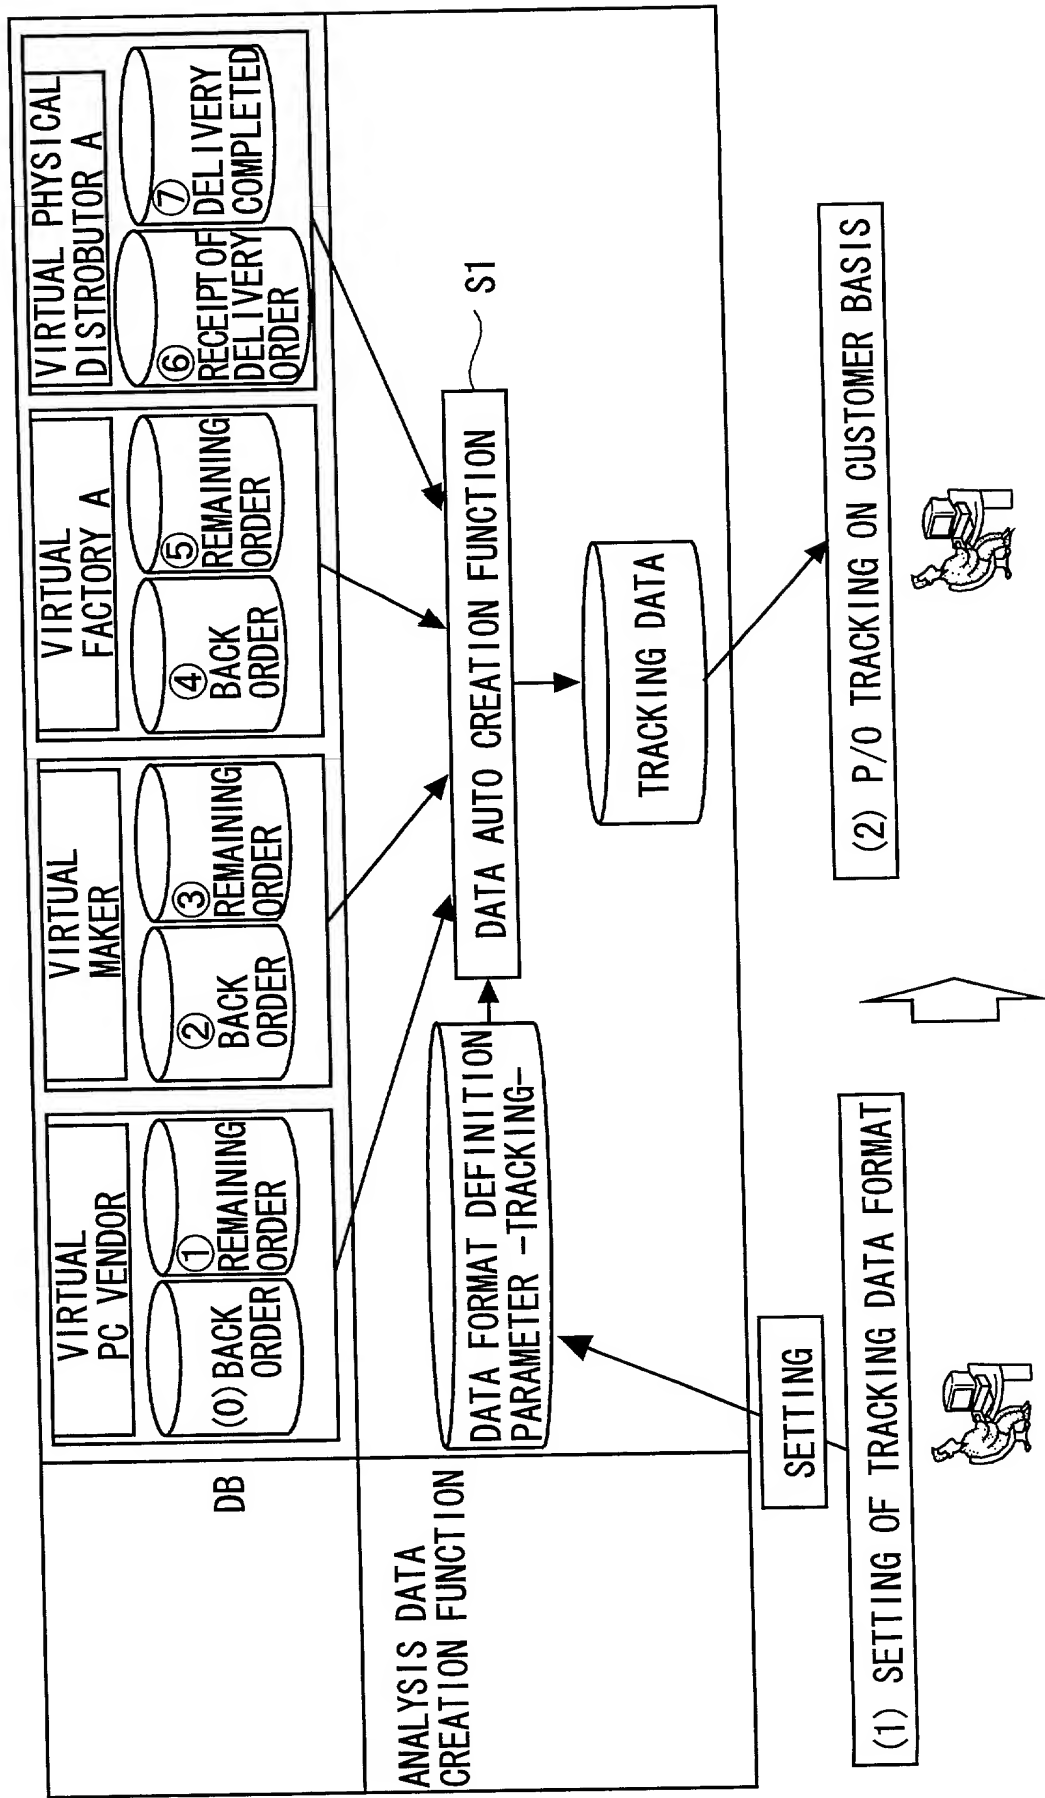 DB
VIRTUAL
PC VENDOR
(0) BACK
ORDER
①
REMAINING
ORDER
VIRTUAL
MAKER
②
BACK
ORDER
③
REMAINING
ORDER
VIRTUAL
FACTORY A
④
BACK
ORDER
⑤
REMAINING
ORDER
VIRTUAL PHYSICAL
DISTROBUTOR A
⑥
RECEIPT OF
DELIVERY
ORDER
⑦
DELIVERY
COMPLETED
ANALYSIS DATA
CREATION FUNCTION
DATA FORMAT DEFINITION
PARAMETER -TRACKING-
DATA AUTO CREATION FUNCTION
S1
TRACKING DATA
SETTING
(1) SETTING OF TRACKING DATA FORMAT
(2) P/O TRACKING ON CUSTOMER BASIS